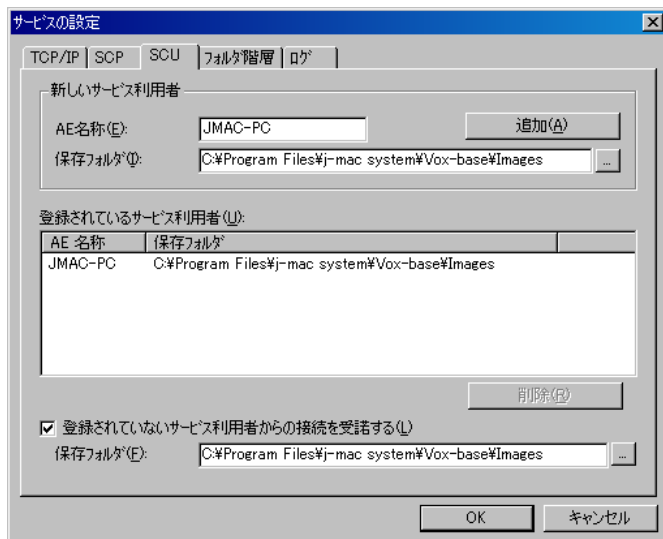 サービスの設定
TCP/IP SCP SCU フォルダ階層 ログ
新しいサービス利用者
AE名称(E): JMAC-PC 追加(A)
保存フォルダ(I): C:¥Program Files¥j-mac system¥Vox-base¥Images ...
登録されているサービス利用者(U):
AE 名称 保存フォルダ
JMAC-PC C:¥Program Files¥j-mac system¥Vox-base¥Images
削除(R)
登録されていないサービス利用者からの接続を受諾する(L)
保存フォルダ(F): C:¥Program Files¥j-mac system¥Vox-base¥Images ...
OK キャンセル